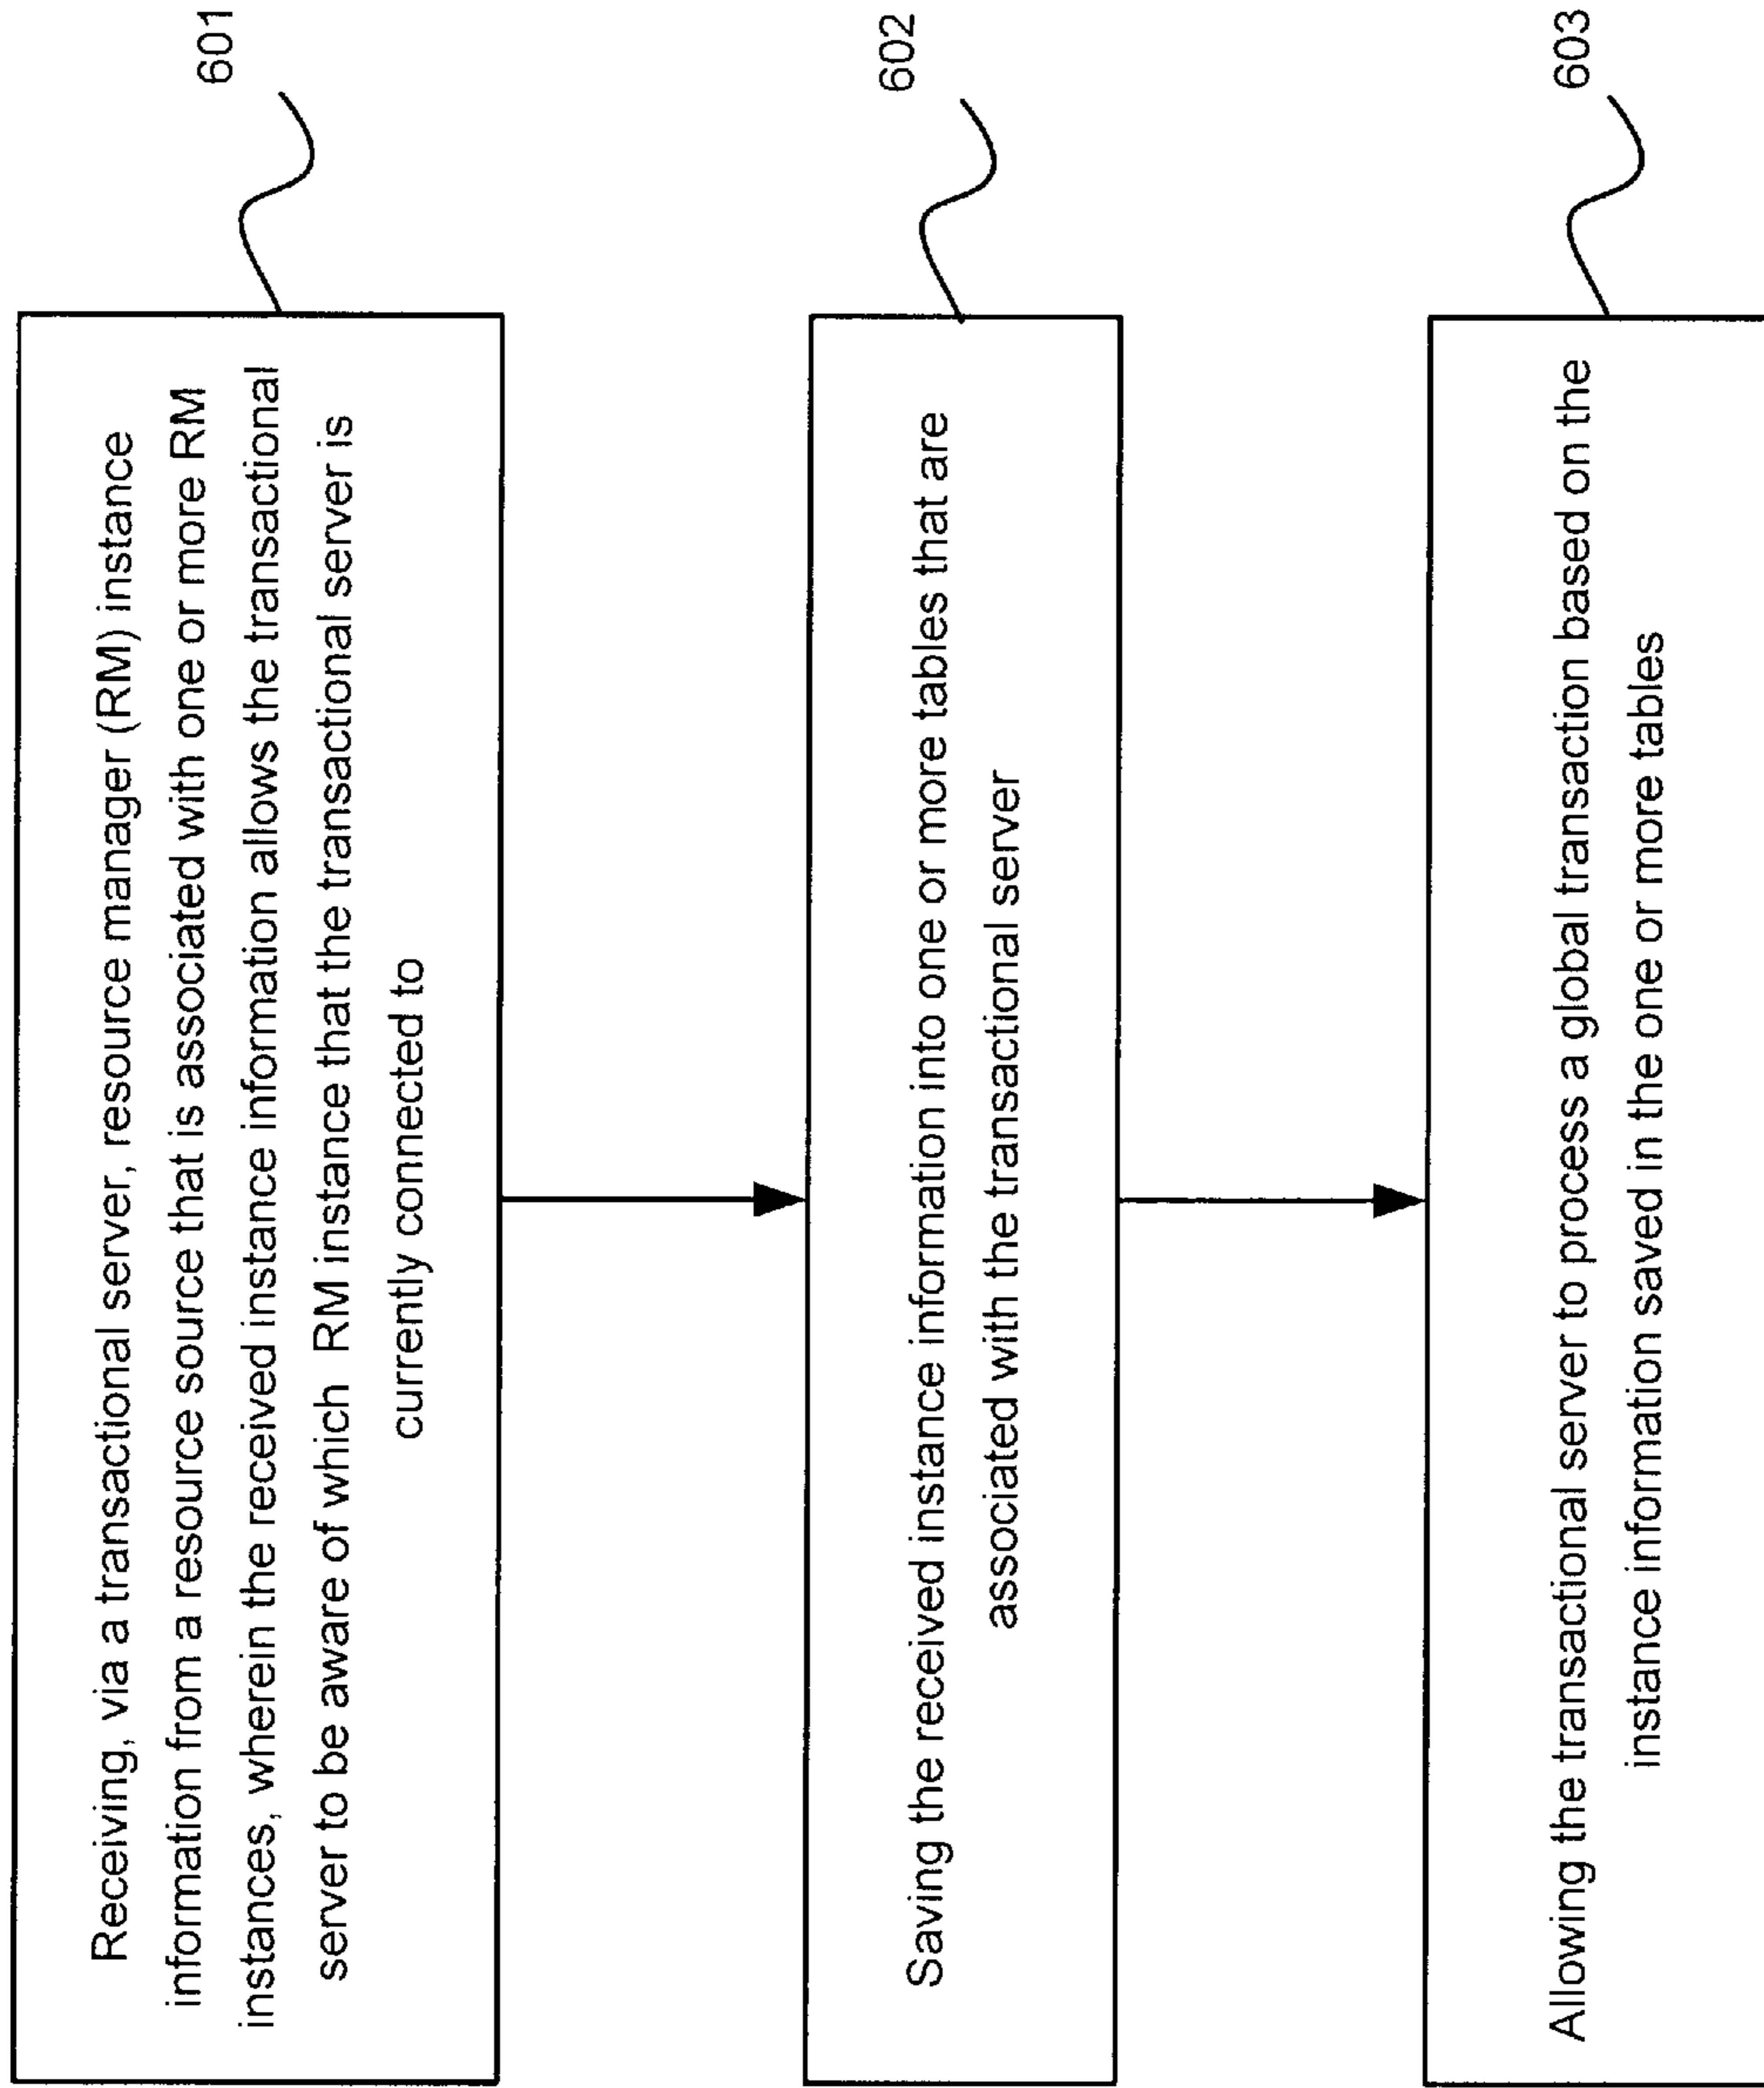 Receiving, via a transactional server, resource manager (RM) instance
information from a resource source that is associated with one or more RM
instances, wherein the received instance information allows the transactional
server to be aware of which RM instance that the transactional server is
currently connected to
601
Saving the received instance information into one or more tables that are
associated with the transactional server
602
Allowing the transactional server to process a global transaction based on the
instance information saved in the one or more tables
603